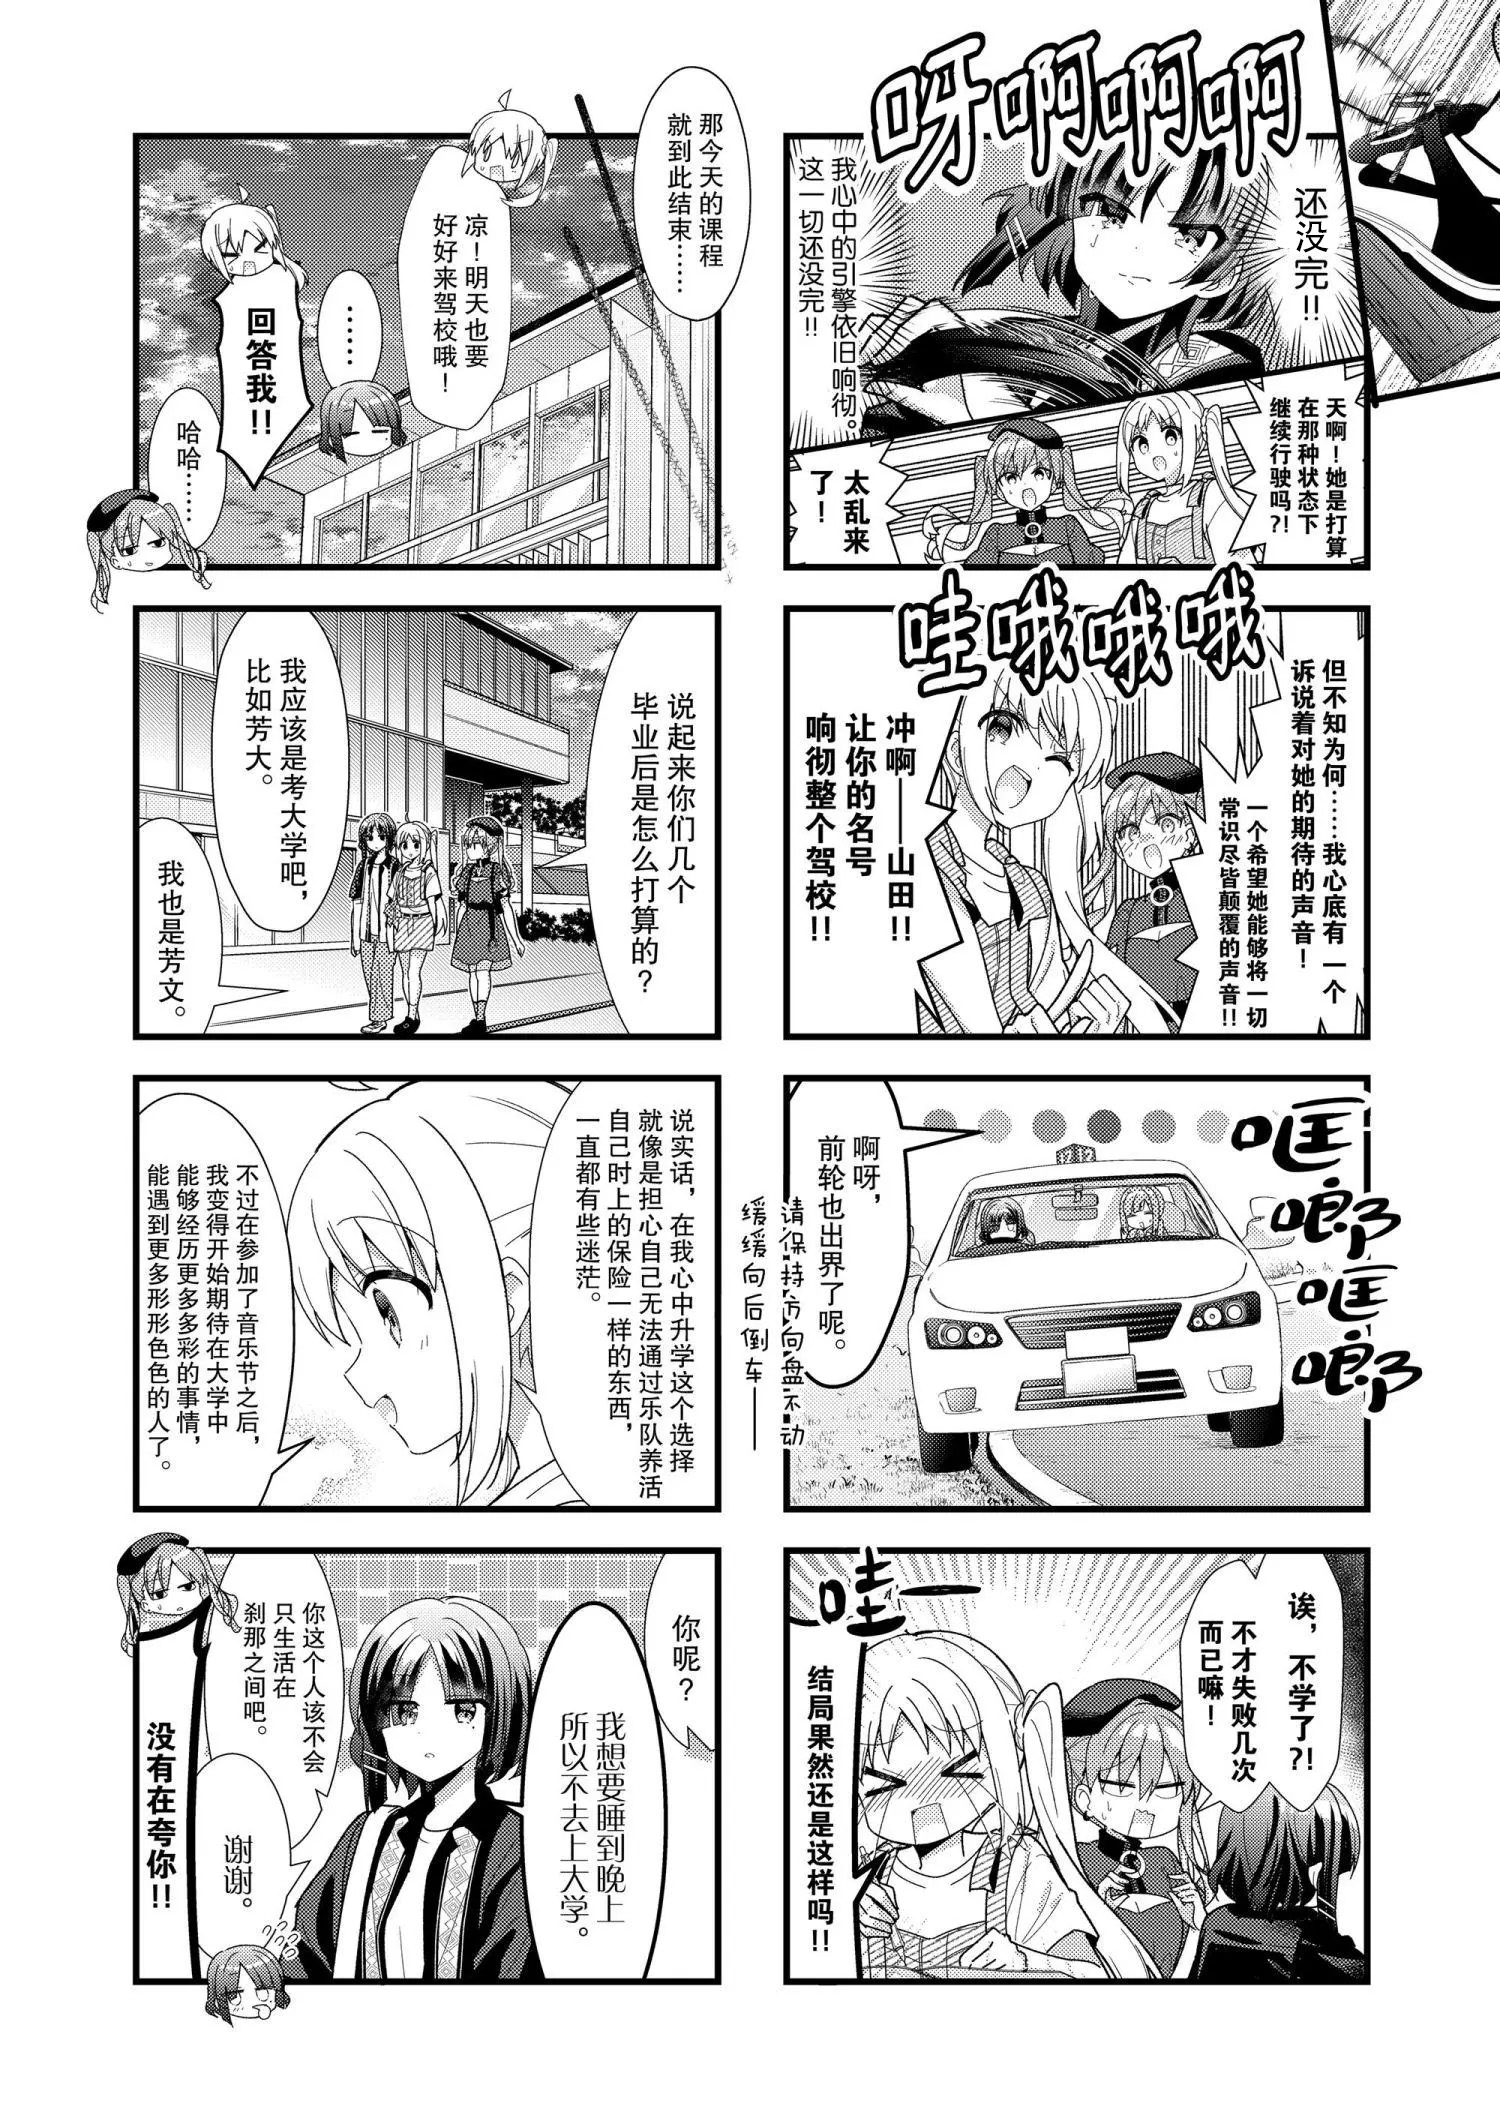 呀啊啊啊
还没完!!
我心中的引擎依旧响彻。
这一切还没完!!
天啊！她是打算
在那种状态下
继续行驶吗?!
太乱来
了！
哇哦哦哦
但不知为何……我心底有一个
诉说着对她的期待的声音！
一个希望她能够将一切
常识尽皆颠覆的声音!!
冲啊——山田!!
让你的名号
响彻整个驾校!!
哐啷哐啷
啊呀，
前轮也出界了呢。
请保持方向盘不动
缓缓向后倒车——
诶，不学了?!
不才失败几次
而已嘛！
哇——
结局果然还是这样吗!!
那今天的课程
就到此结束……
凉！明天也要
好好来驾校哦！
……
回答我!!
哈哈……
说起来你们几个
毕业后是怎么打算的？
我应该是考大学吧，
比如芳大。
我也是芳文。
说实话，在我心中升学这个选择
就像是担心自己无法通过乐队养活
自己时上的保险一样的东西，
一直都有些迷茫。
不过在参加了音乐节之后，
我变得开始期待在大学中
能够经历更多多彩的事情，
能遇到更多形形色色的人了。
你呢？
我想要睡到晚上
所以不去上大学。
你这个人该不会
只生活在
刹那之间吧。
没有在夸你!!
谢谢。